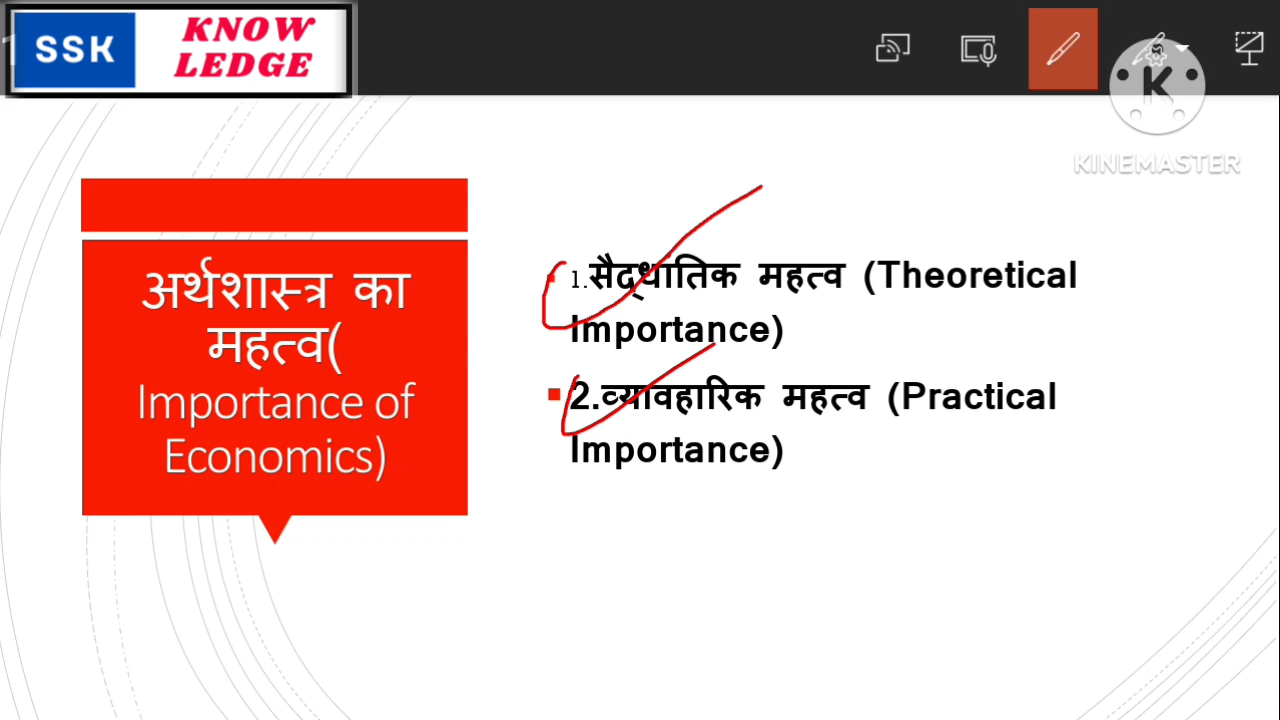 SSK
KNOW
LEDGE
KINEMASTER
अर्थशास्त्र का
महत्व(
Importance of
Economics)
1.सैद्धातिक महत्व (Theoretical
Importance)
2.व्यावहारिक महत्व (Practical
Importance)